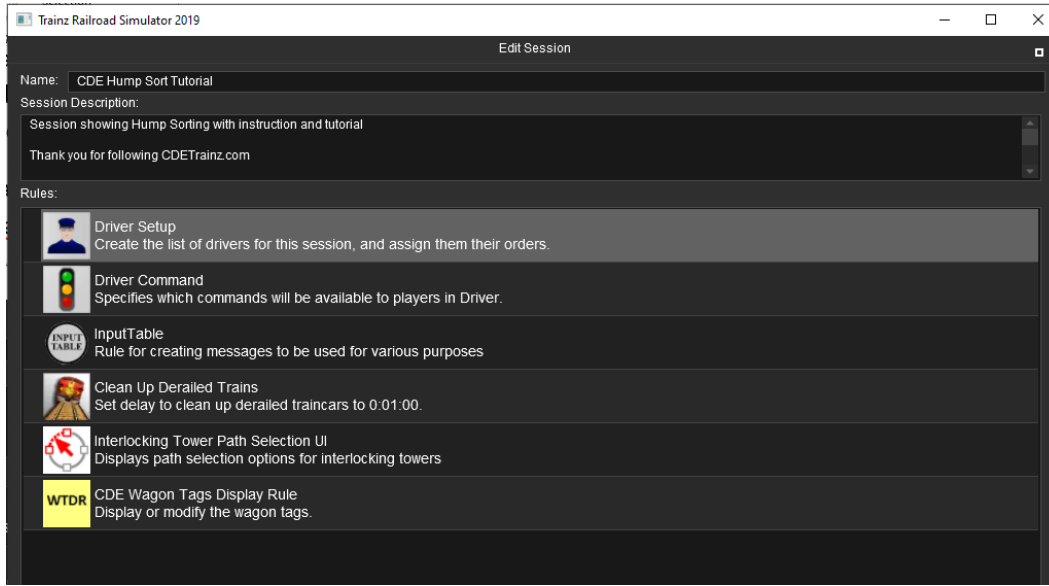 Trainz Railroad Simulator 2019
Edit Session
Name: CDE Hump Sort Tutorial
Session Description:
Session showing Hump Sorting with instruction and tutorial
Thank you for following CDETrainz.com
Rules:
Driver Setup
Create the list of drivers for this session, and assign them their orders.
Driver Command
Specifies which commands will be available to players in Driver.
INPUT
TABLE
InputTable
Rule for creating messages to be used for various purposes
Clean Up Derailed Trains
Set delay to clean up derailed traincars to 0:01:00.
Interlocking Tower Path Selection UI
Displays path selection options for interlocking towers
WTDR
CDE Wagon Tags Display Rule
Display or modify the wagon tags.